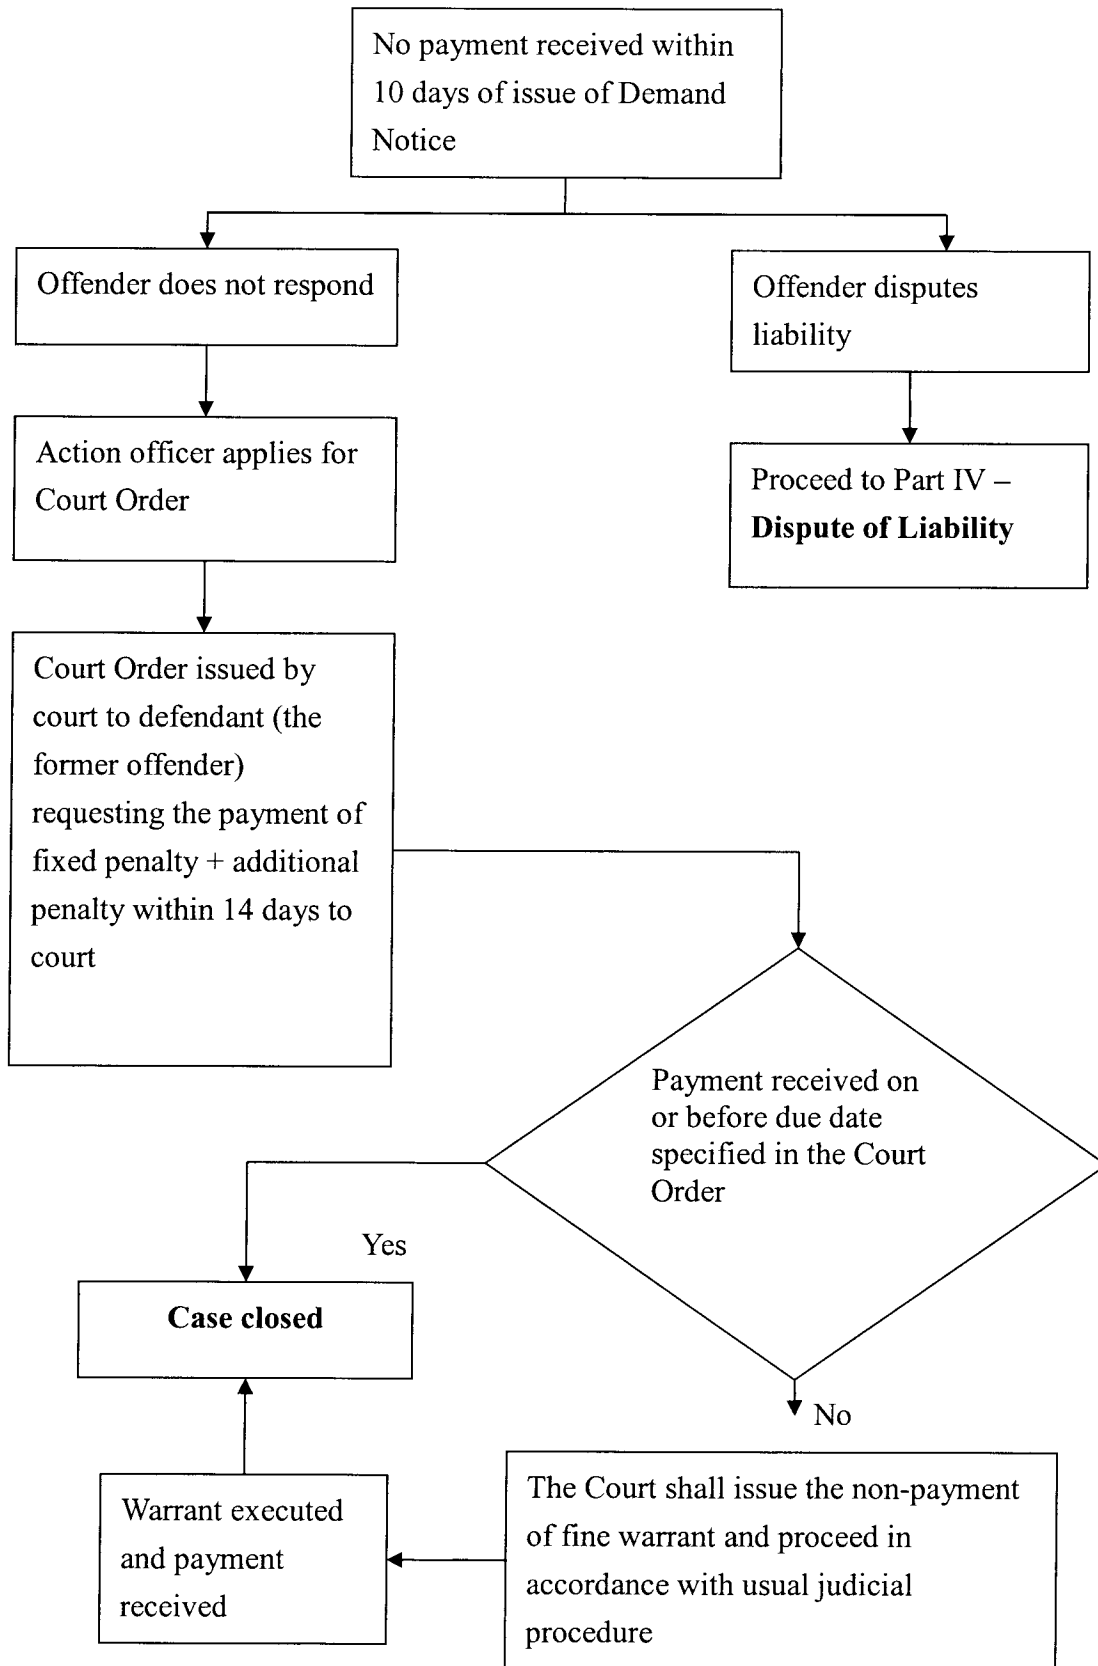 No payment received within
10 days of issue of Demand
Notice
Offender does not respond
Offender disputes
liability
Action officer applies for
Court Order
Proceed to Part IV –
Dispute of Liability
Court Order issued by
court to defendant (the
former offender)
requesting the payment of
fixed penalty + additional
penalty within 14 days to
court
Payment received on
or before due date
specified in the Court
Order
Yes
Case closed
No
Warrant executed
and payment
received
The Court shall issue the non-payment
of fine warrant and proceed in
accordance with usual judicial
procedure